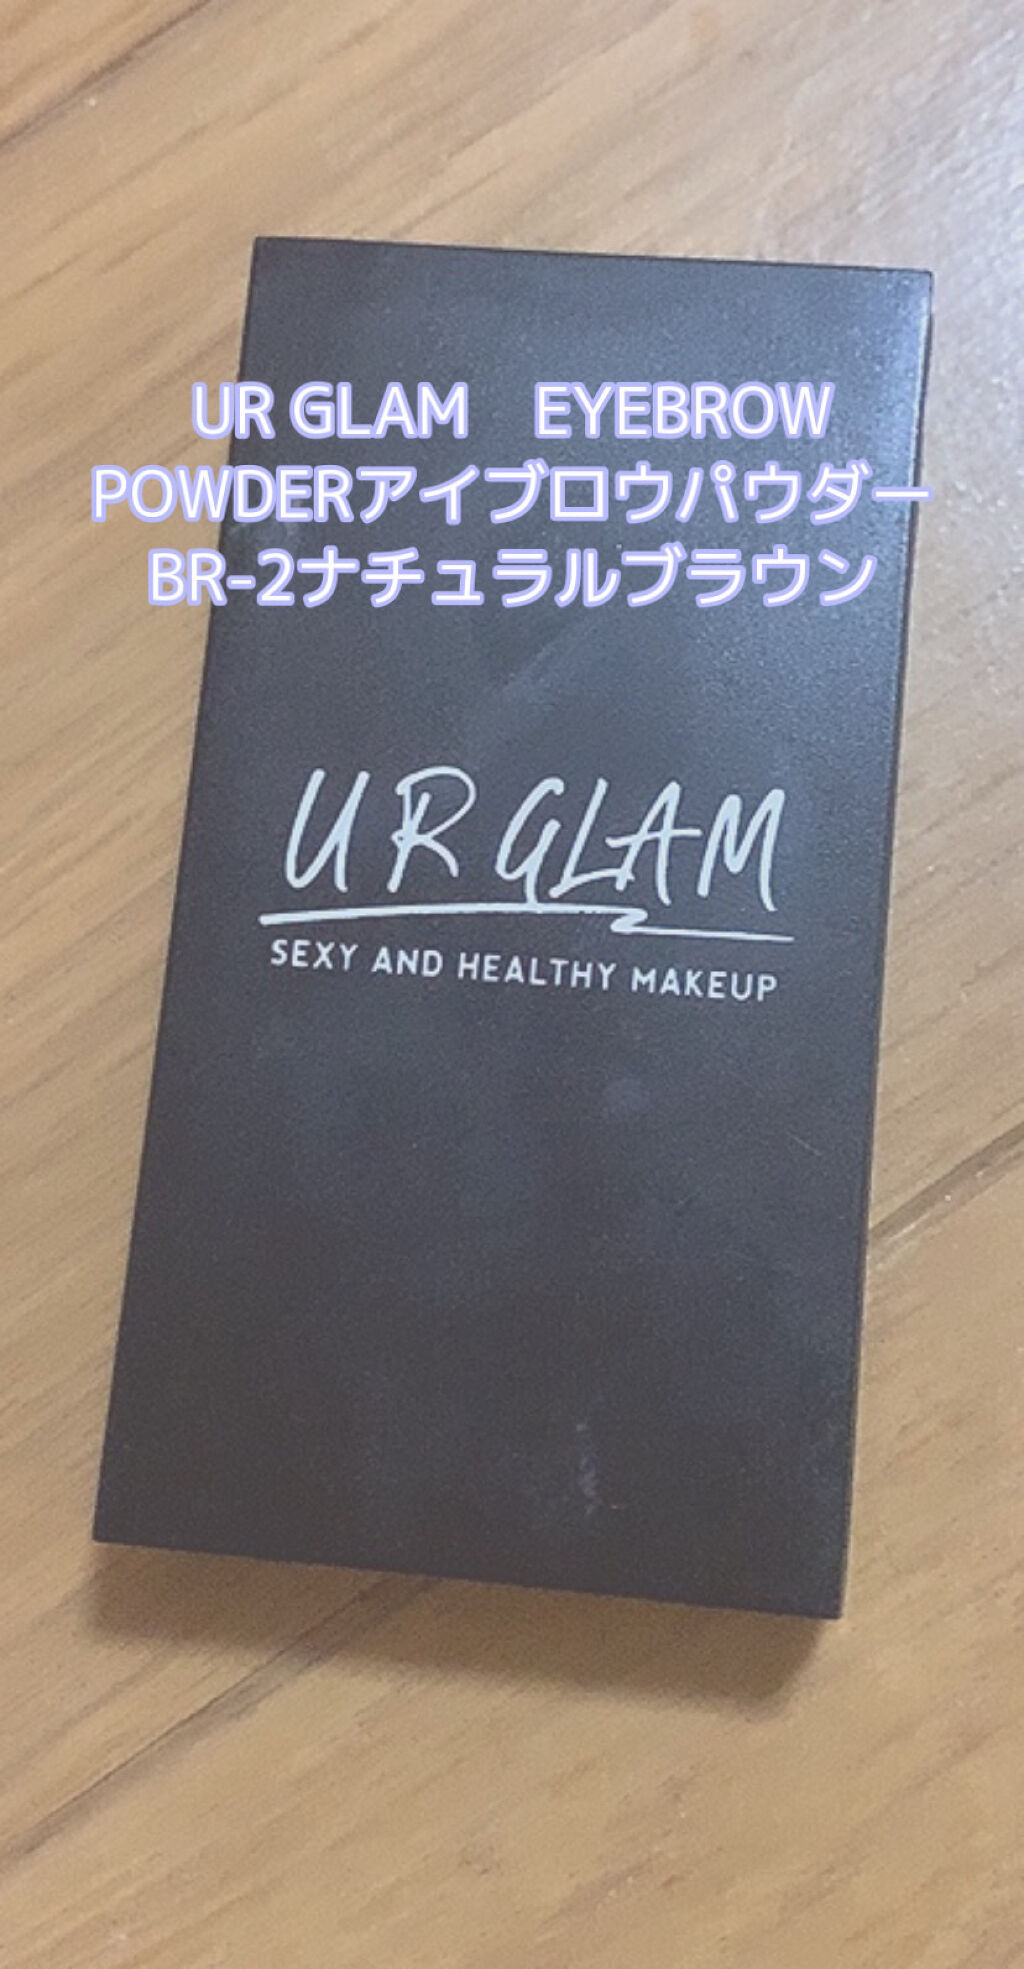 UR GLAM　EYEBROW
POWDERアイブロウパウダー
BR-2ナチュラルブラウン
UR GLAM
SEXY AND HEALTHY MAKEUP